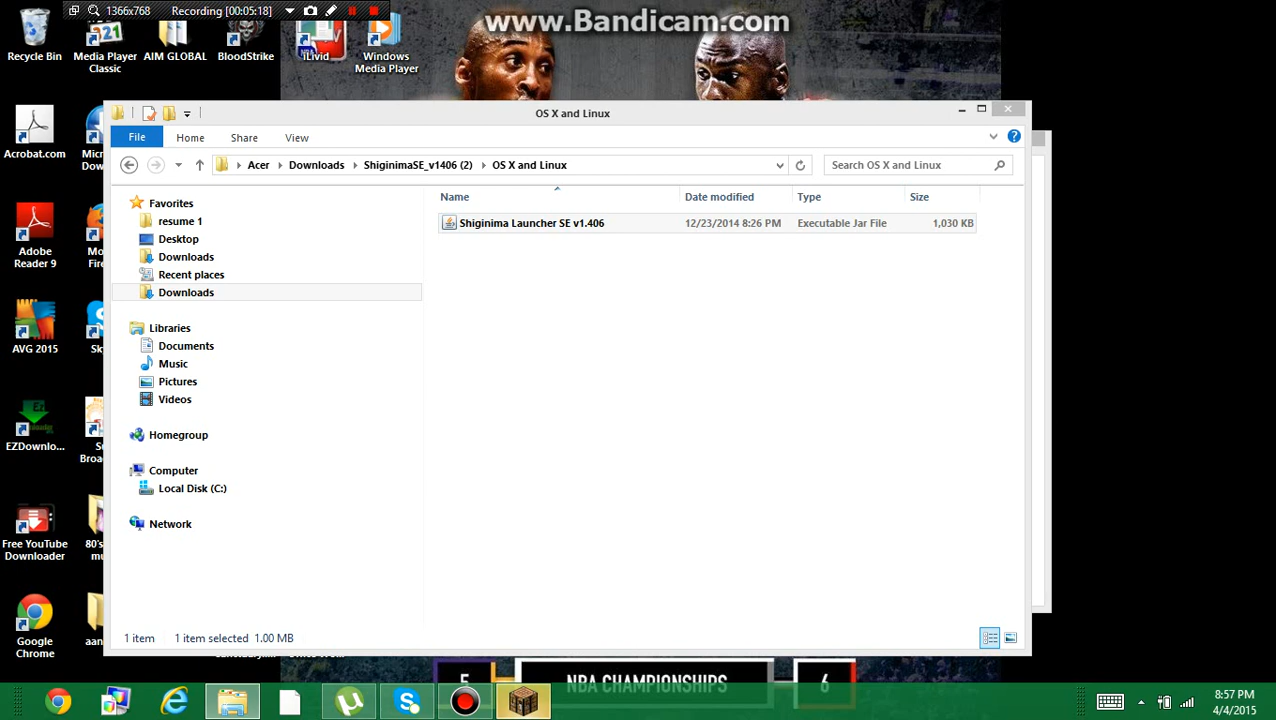 1366x768
Recording [00:05:18]
www.Bandicam.com
Recycle Bin
Media Player
Classic
AIM GLOBAL
BloodStrike
iLivid
Windows
Media Player
Acrobat.com
Adobe
Reader 9
AVG 2015
EZDownlo...
Free YouTube
Downloader
Google
Chrome
OS X and Linux
File
Home
Share
View
Acer
Downloads
ShiginimaSE_v1406 (2)
OS X and Linux
Search OS X and Linux
Favorites
resume 1
Desktop
Downloads
Recent places
Downloads
Libraries
Documents
Music
Pictures
Videos
Homegroup
Computer
Local Disk (C:)
Network
Name
Date modified
Type
Size
Shiginima Launcher SE v1.406
12/23/2014 8:26 PM
Executable Jar File
1,030 KB
1 item
1 item selected 1.00 MB
5
NBA CHAMPIONSHIPS
6
8:57 PM
4/4/2015